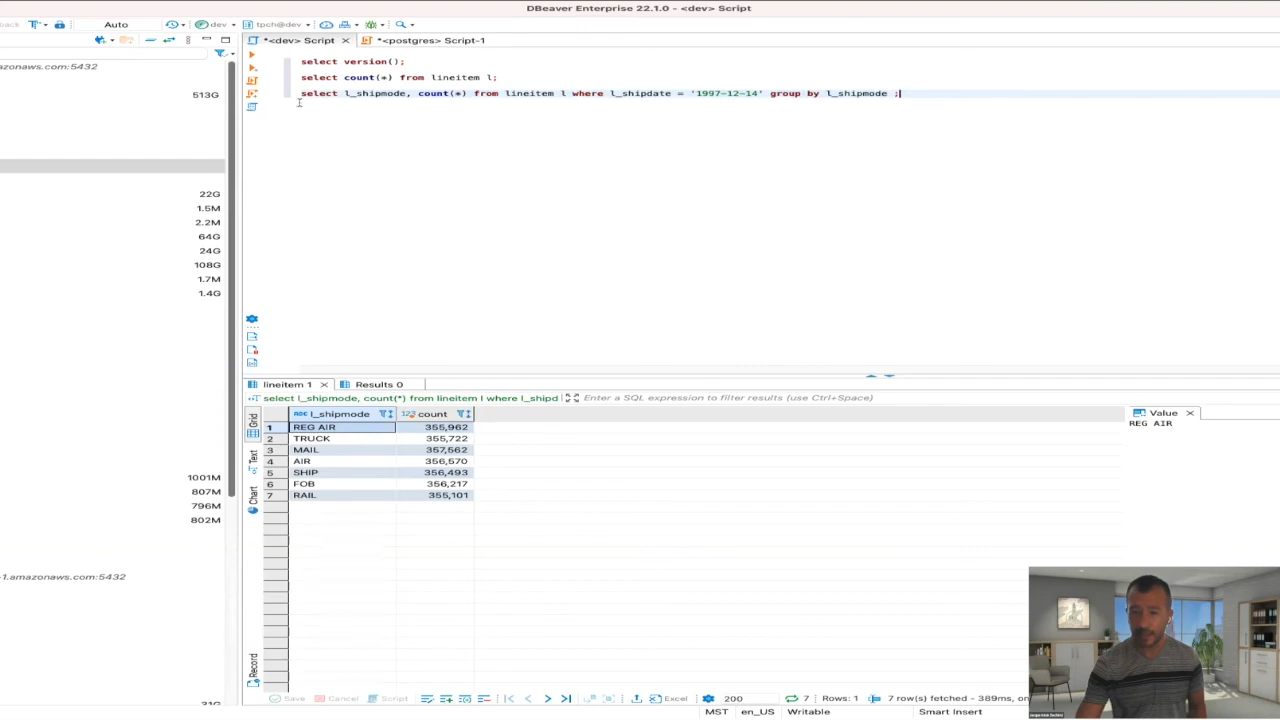 DBeaver Enterprise 22.1.0 - <dev> Script
Auto
dev
tpch@dev
*<dev> Script
*<postgres> Script-1
azonaws.com:5432
513G
22G
1.5M
2.2M
64G
24G
108G
1.7M
1.4G
1001M
807M
796M
802M
1.amazonaws.com:5432
select version();
select count(*) from lineitem l;
select l_shipmode, count(*) from lineitem l where l_shipdate = '1997-12-14' group by l_shipmode ;
lineitem 1
Results 0
select l_shipmode, count(*) from lineitem l where l_shipd
Enter a SQL expression to filter results (use Ctrl+Space)
Grid
Text
Chart
Record
l_shipmode
123 count
1 REG AIR 355,962
2 TRUCK 355,722
3 MAIL 357,562
4 AIR 356,570
5 SHIP 356,493
6 FOB 356,217
7 RAIL 355,101
Value
REG AIR
Save
Cancel
Script
Excel
200
7
Rows: 1
7 row(s) fetched - 389ms, on
MST
en_US
Writable
Smart Insert